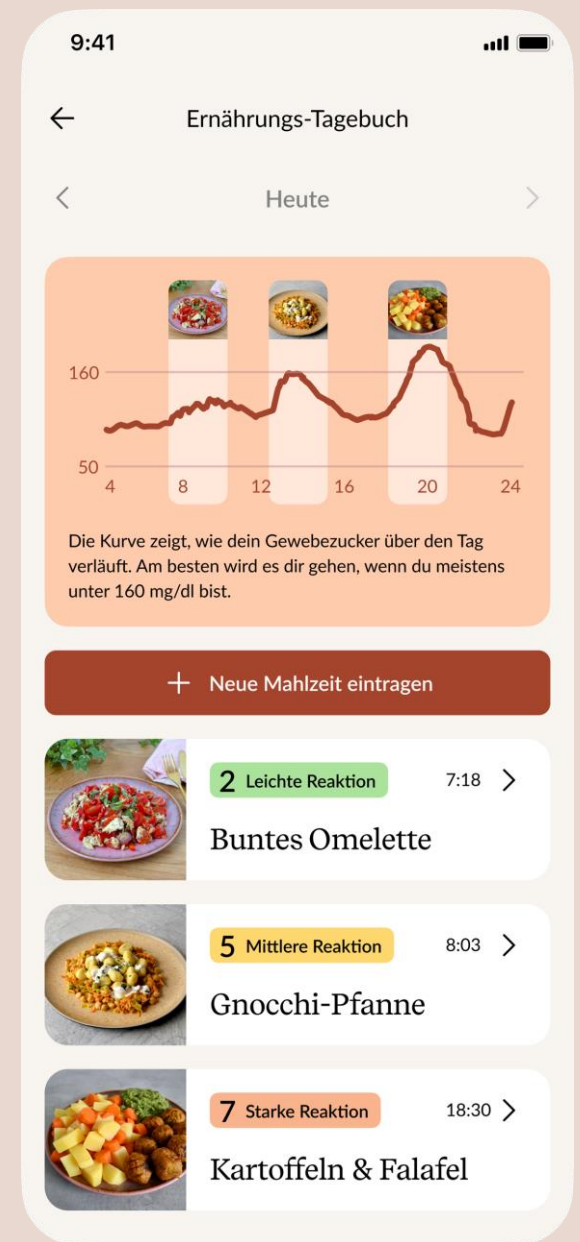 9:41
Ernährungs-Tagebuch
Heute
160
50
4 8 12 16 20 24
Die Kurve zeigt, wie dein Gewebezucker über den Tag
verläuft. Am besten wird es dir gehen, wenn du meistens
unter 160 mg/dl bist.
+ Neue Mahlzeit eintragen
2 Leichte Reaktion 7:18
Buntes Omelette
5 Mittlere Reaktion 8:03
Gnocchi-Pfanne
7 Starke Reaktion 18:30
Kartoffeln & Falafel